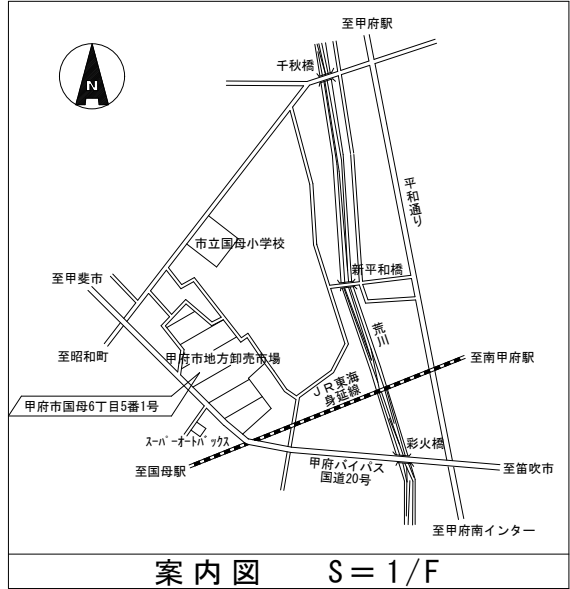 至甲府駅
千秋橋
N
平和通り
市立国母小学校
新平和橋
至甲斐市
荒川
至昭和町
甲府市地方卸売市場
至南甲府駅
JR東海
身延線
甲府市国母6丁目5番1号
スーパーオートバックス
彩火橋
至国母駅
甲府バイパス
国道20号
至笛吹市
至甲府南インター
案内図 S=1/F